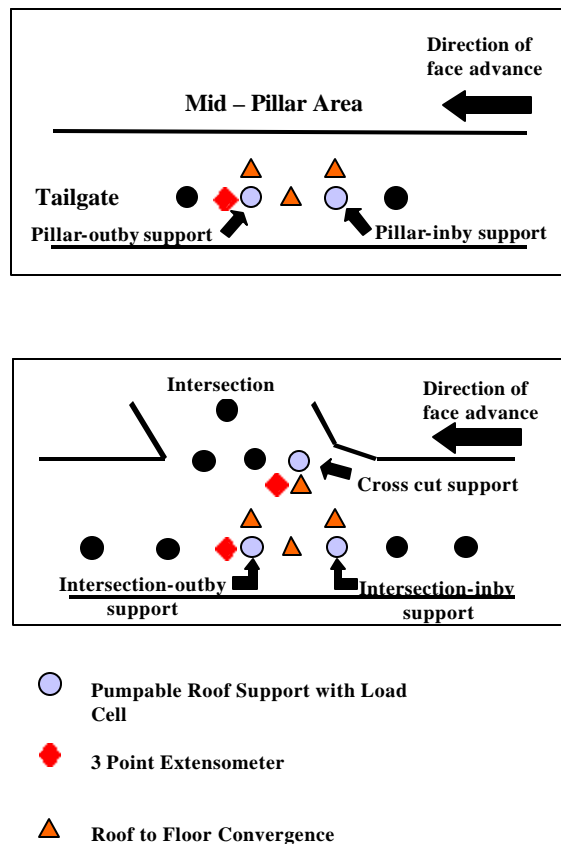 Direction of
face advance
Mid – Pillar Area
Tailgate
Pillar-outby support
Pillar-inby support
Intersection
Direction of
face advance
Cross cut support
Intersection-outby
support
Intersection-inby
support
Pumpable Roof Support with Load
Cell
3 Point Extensometer
Roof to Floor Convergence